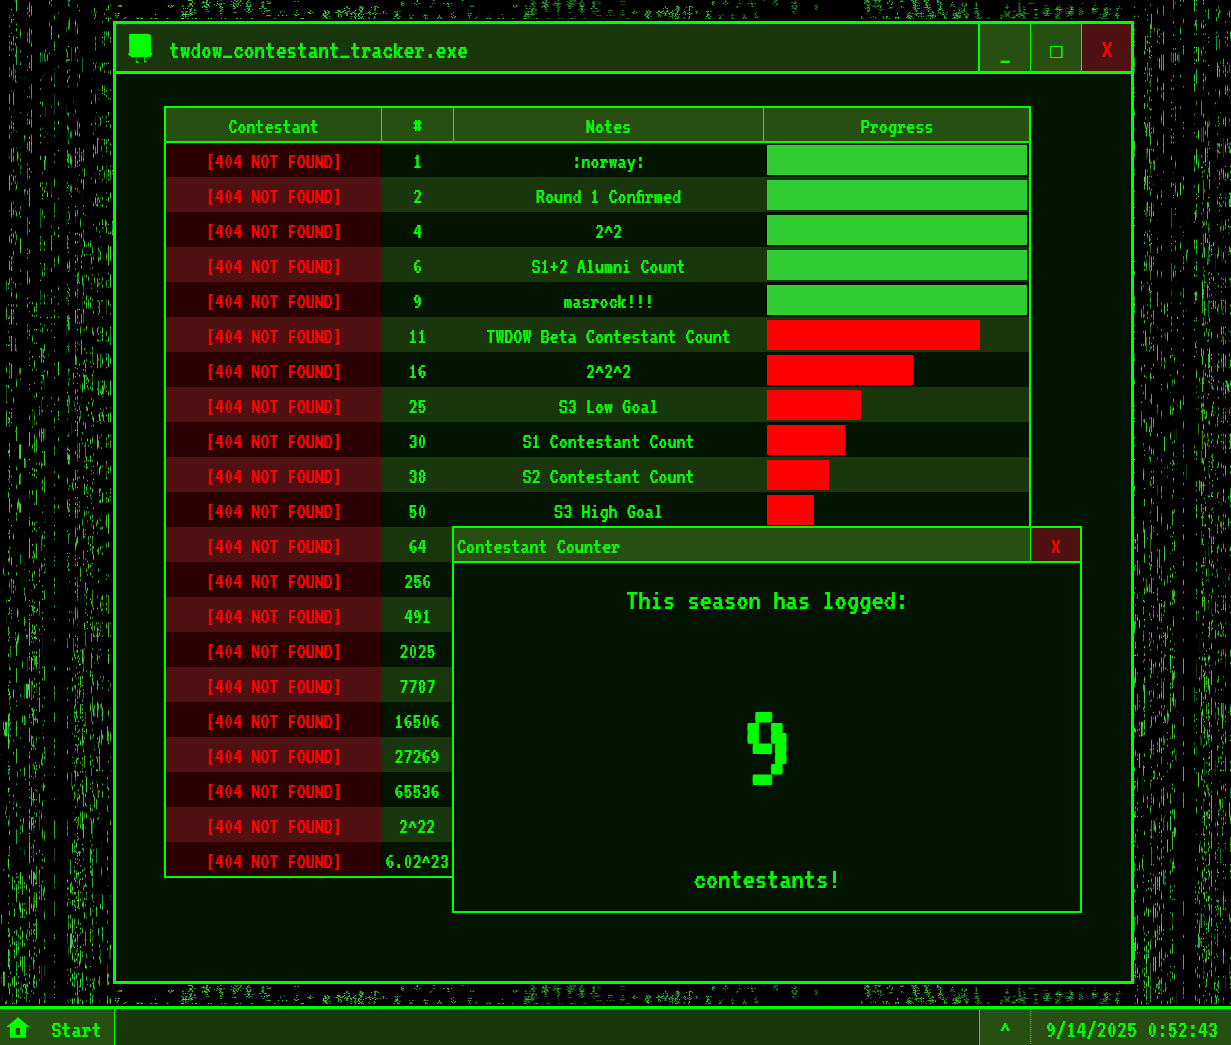 twdow_contestant_tracker.exe _ □ X
Contestant # Notes Progress
[404 NOT FOUND] 1 :norway:
[404 NOT FOUND] 2 Round 1 Confirmed
[404 NOT FOUND] 4 2^2
[404 NOT FOUND] 6 S1+2 Alumni Count
[404 NOT FOUND] 9 masrock!!!
[404 NOT FOUND] 11 TWDOW Beta Contestant Count
[404 NOT FOUND] 16 2^2^2
[404 NOT FOUND] 25 S3 Low Goal
[404 NOT FOUND] 30 S1 Contestant Count
[404 NOT FOUND] 38 S2 Contestant Count
[404 NOT FOUND] 50 S3 High Goal
[404 NOT FOUND] 64
[404 NOT FOUND] 256
[404 NOT FOUND] 491
[404 NOT FOUND] 2025
[404 NOT FOUND] 7787
[404 NOT FOUND] 16506
[404 NOT FOUND] 27269
[404 NOT FOUND] 65536
[404 NOT FOUND] 2^22
[404 NOT FOUND] 6.02^23
Contestant Counter X
This season has logged:
9
contestants!
Start ^ 9/14/2025 0:52:43